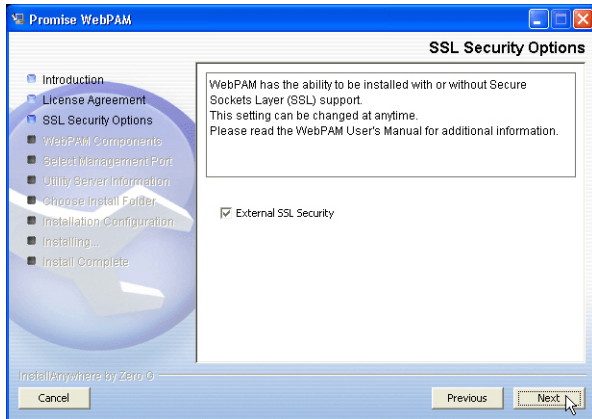 Promise WebPAM
SSL Security Options
Introduction
License Agreement
SSL Security Options
WebPAM Components
Select Management Port
Utility Server Information
Choose Install Folder
Installation Configuration
Installing...
Install Complete
WebPAM has the ability to be installed with or without Secure
Sockets Layer (SSL) support.
This setting can be changed at anytime.
Please read the WebPAM User's Manual for additional information.
External SSL Security
InstallAnywhere by Zero G
Cancel
Previous
Next